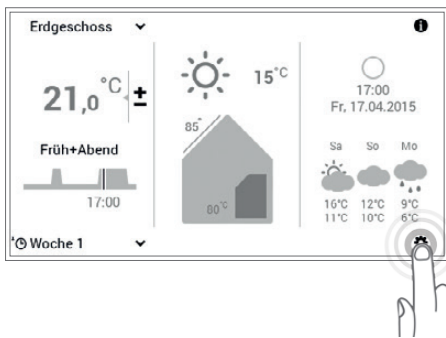 Erdgeschoss
21,0 °C ±
Früh+Abend
17:00
Woche 1
15°C
85°
80°C
17:00
Fr, 17.04.2015
Sa So Mo
16°C 12°C 9°C
11°C 10°C 6°C